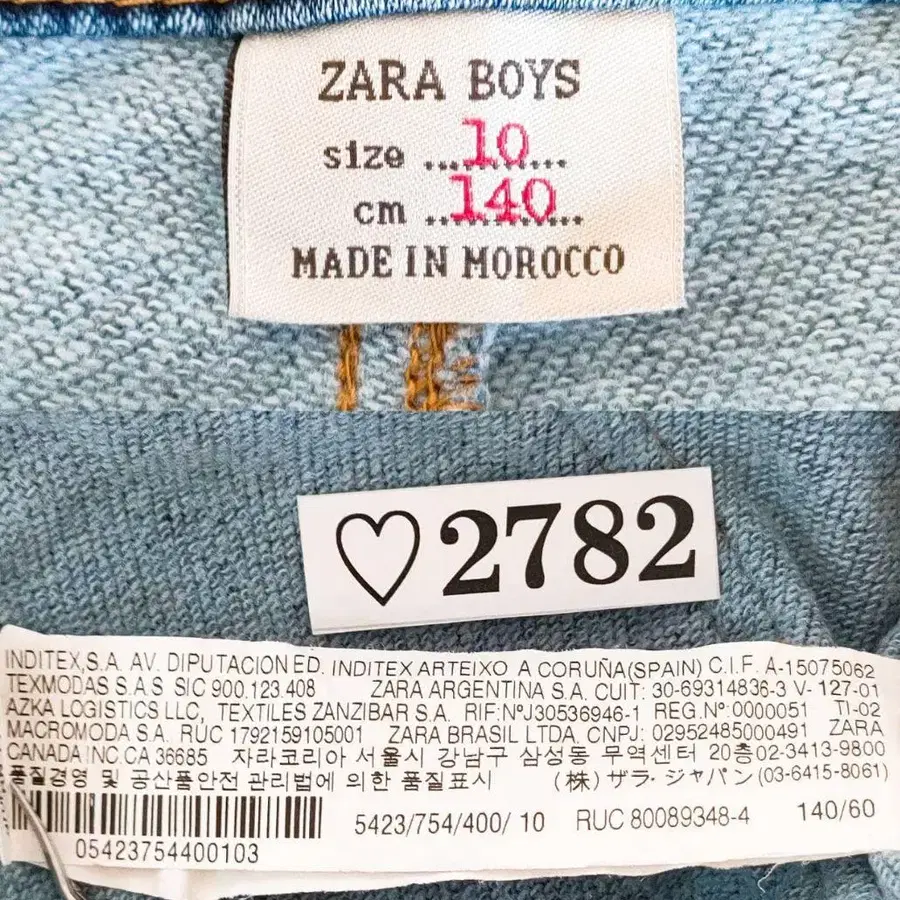 ZARA BOYS
size ...10...
cm ...140...
MADE IN MOROCCO
♡2782
INDITEX,S.A. AV. DIPUTACION ED. INDITEX ARTEIXO A CORUÑA(SPAIN) C.I.F. A-15075062
TEXMODAS S.A.S SIC 900.123.408 ZARA ARGENTINA S.A. CUIT: 30-69314836-3 V- 127-01
AZKA LOGISTICS LLC, TEXTILES ZANZIBAR S.A. RIF:NºJ30536946-1 REG.Nº:0000051 TI-02
MACROMODA S.A. RUC 1792159105001 ZARA BRASIL LTDA. CNPJ: 02952485000491 ZARA
CANADA INC.CA 36685 자라코리아 서울시 강남구 삼성동 무역센터 20층02-3413-9800
품질경영 및 공산품안전 관리법에 의한 품질표시 (株) ザラ・ジャパン (03-6415-8061)
5423/754/400/ 10 RUC 80089348-4 140/60
05423754400103